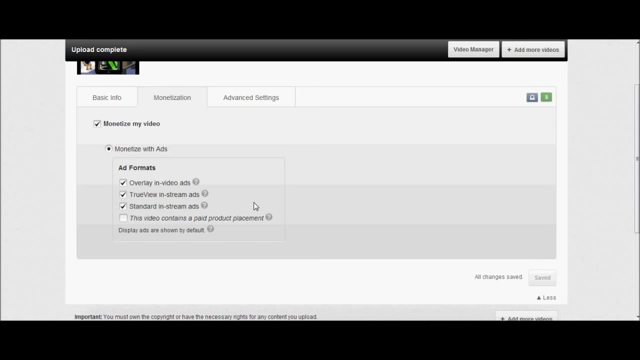 Upload complete
Video Manager
+ Add more videos
Basic Info
Monetization
Advanced Settings
Monetize my video
Monetize with Ads
Ad Formats
Overlay in-video ads ?
TrueView in-stream ads ?
Standard in-stream ads ?
This video contains a paid product placement ?
Display ads are shown by default. ?
All changes saved.
Saved
Less
Important: You must own the copyright or have the necessary rights for any content you upload.
+ Add more videos